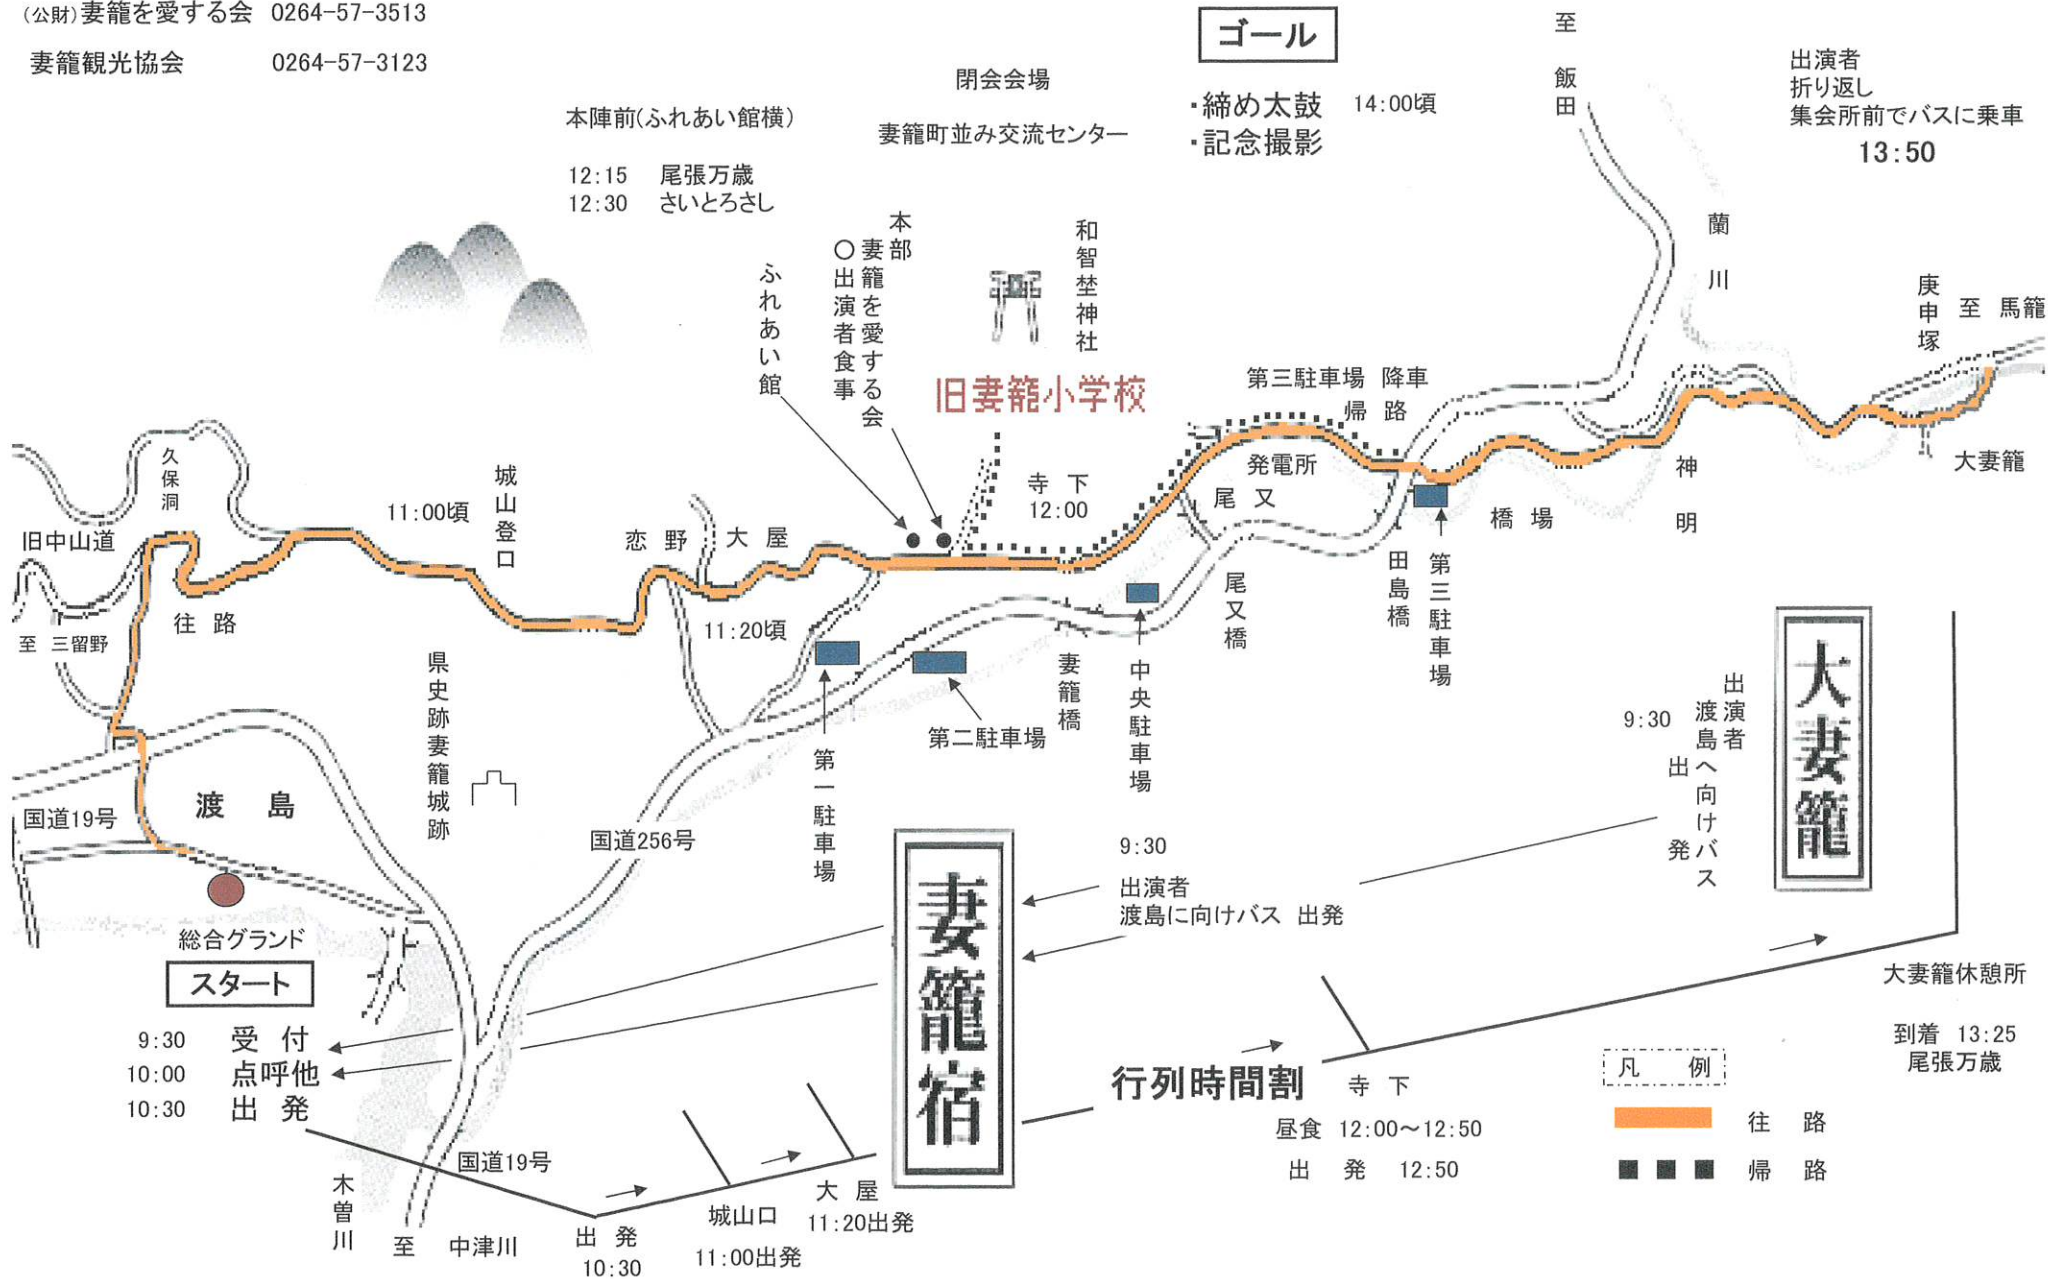 (公財)妻籠を愛する会 0264-57-3513
妻籠観光協会 0264-57-3123
本陣前(ふれあい館横)
12:15 尾張万歳
12:30 さいとろさし
閉会会場
妻籠町並み交流センター
ゴール
・締め太鼓 14:00頃
・記念撮影
至 飯田
出演者
折り返し
集会所前でバスに乗車
13:50
本部
妻籠を愛する会
〇出演者食事
ふれあい館
和智埜神社
旧妻籠小学校
蘭川
庚申塚
至 馬籠
第三駐車場 降車
帰 路
発電所
尾 又
寺 下
12:00
神明
橋 場
大妻籠
久保洞
11:00頃
城山登口
恋 野
大 屋
旧中山道
往 路
至 三留野
11:20頃
県史跡妻籠城跡
妻籠橋
中央駐車場
尾又橋
田島橋
第三駐車場
第二駐車場
第一駐車場
国道19号
渡 島
国道256号
総合グランド
スタート
9:30 受 付
10:00 点呼他
10:30 出 発
木曽川
国道19号
至 中津川
妻籠宿
9:30
出演者
渡島に向けバス 出発
9:30
出演者
渡島へ向けバス
出 発
大妻籠
大妻籠休憩所
到着 13:25
尾張万歳
行列時間割
出 発
10:30
城山口
11:00出発
大 屋
11:20出発
寺 下
昼食 12:00～12:50
出 発 12:50
凡 例
往 路
帰 路